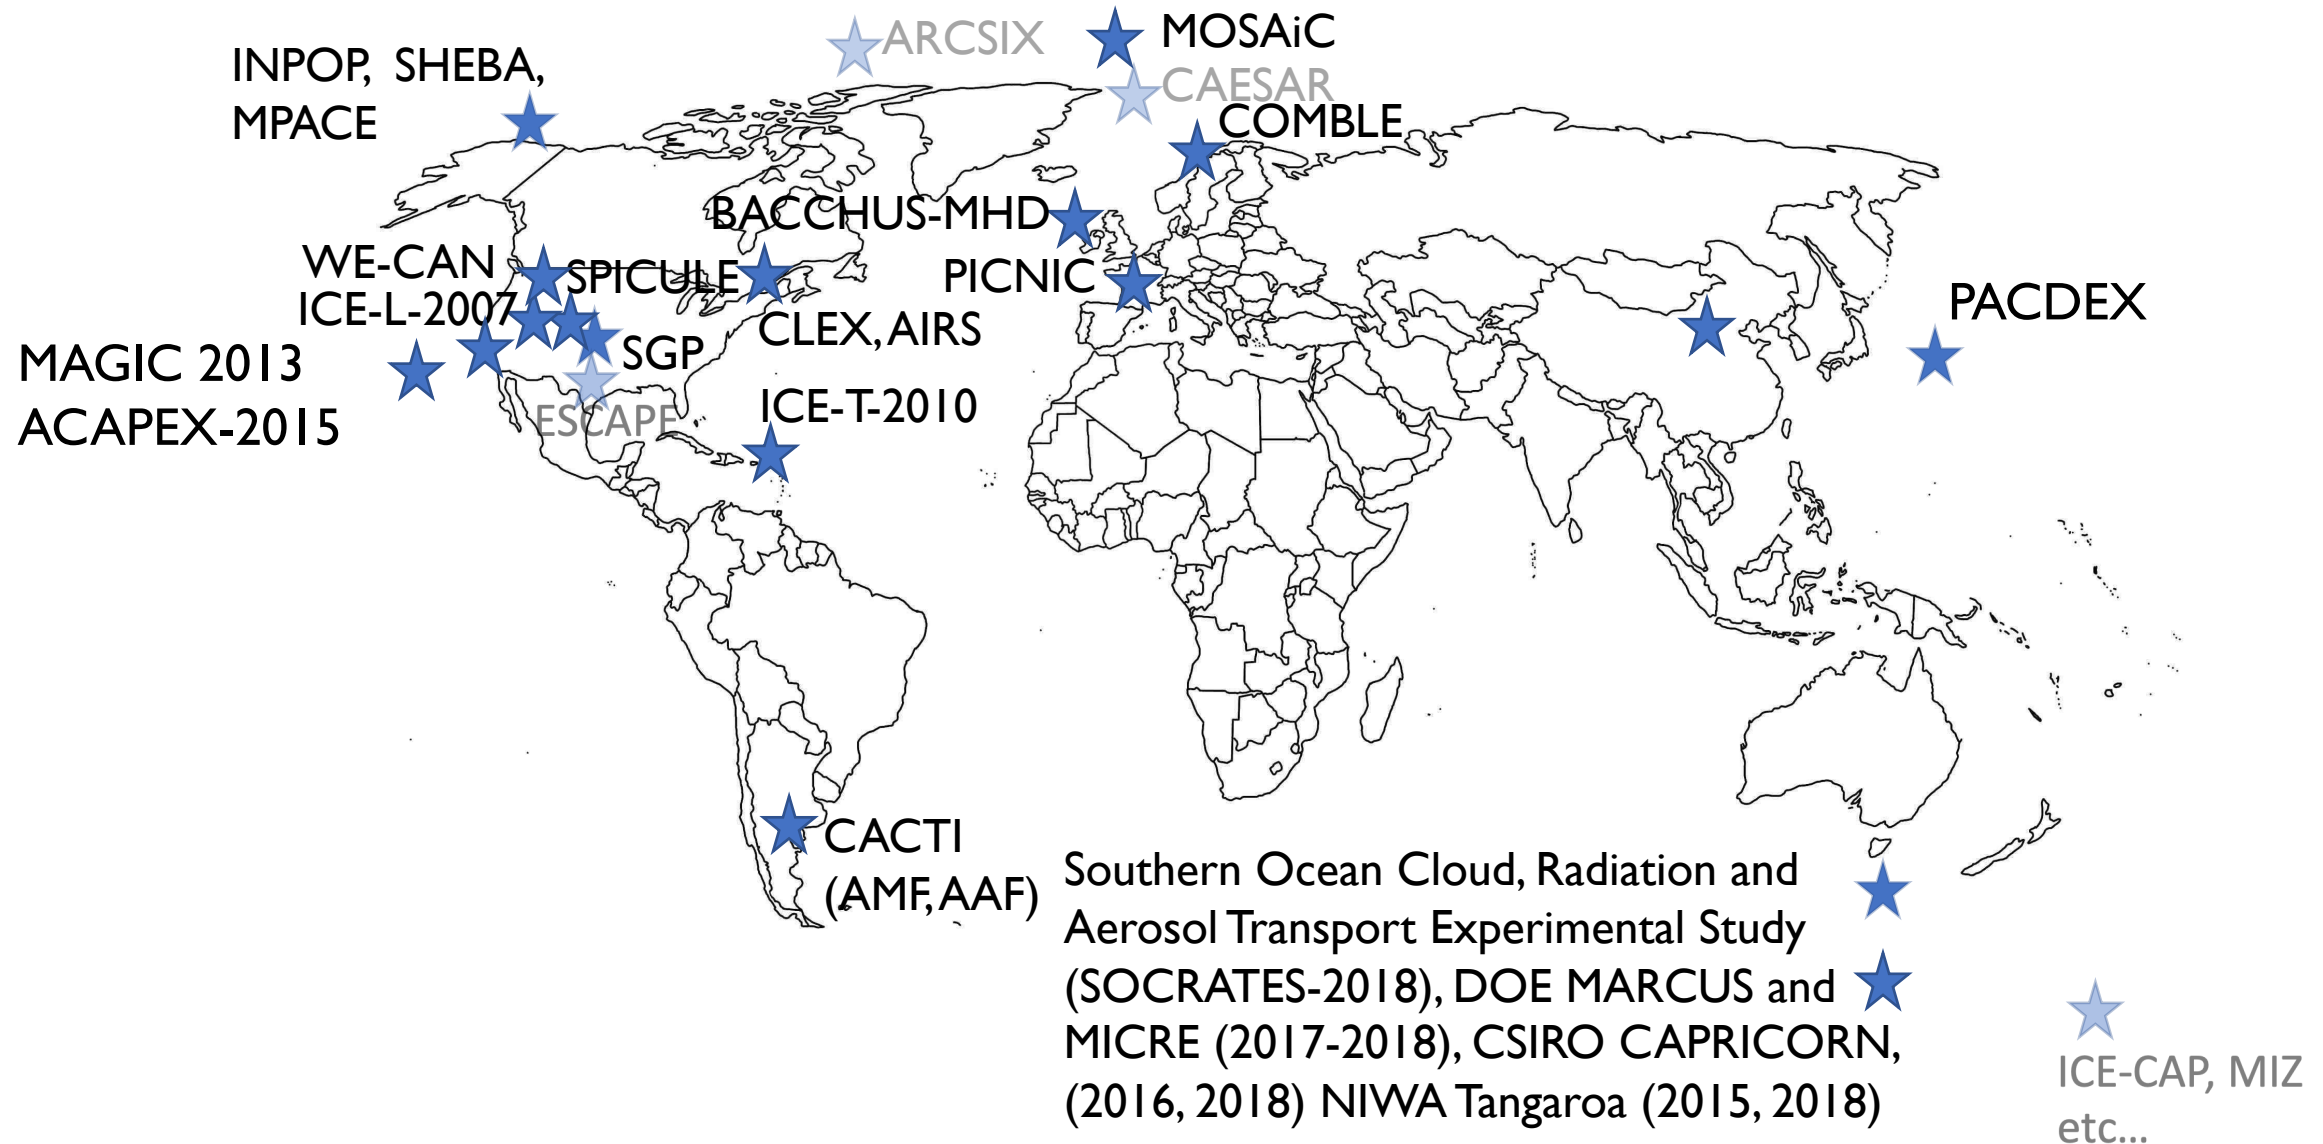 ARCSIX
MOSAiC
INPOP, SHEBA,
MPACE
CAESAR
COMBLE
BACCHUS-MHD
WE-CAN
SPICULE
PICNIC
ICE-L-2007
PACDEX
CLEX, AIRS
SGP
MAGIC 2013
ACAPEX-2015
ICE-T-2010
ESCAPE
CACTI
(AMF, AAF)
Southern Ocean Cloud, Radiation and
Aerosol Transport Experimental Study
(SOCRATES-2018), DOE MARCUS and
MICRE (2017-2018), CSIRO CAPRICORN,
(2016, 2018) NIWA Tangaroa (2015, 2018)
ICE-CAP, MIZ
etc...